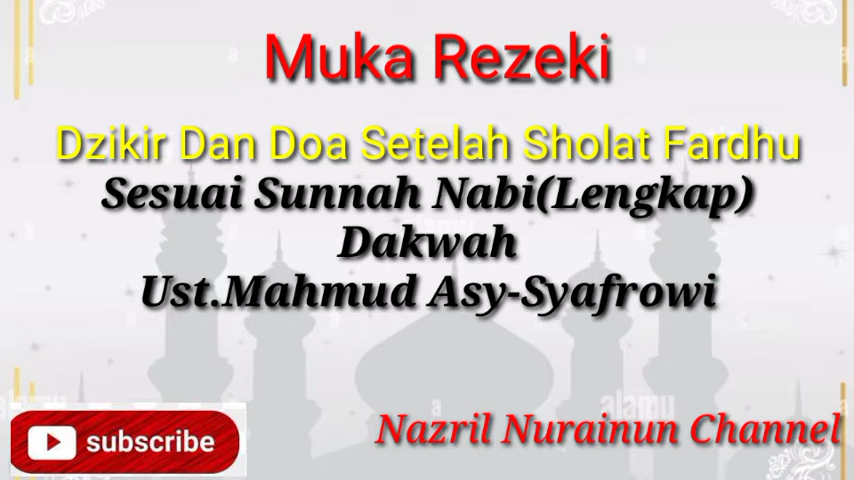 Muka Rezeki
Dzikir Dan Doa Setelah Sholat Fardhu
Sesuai Sunnah Nabi(Lengkap)
Dakwah
Ust.Mahmud Asy-Syafrowi
alamy
subscribe
Nazril Nurainun Channel